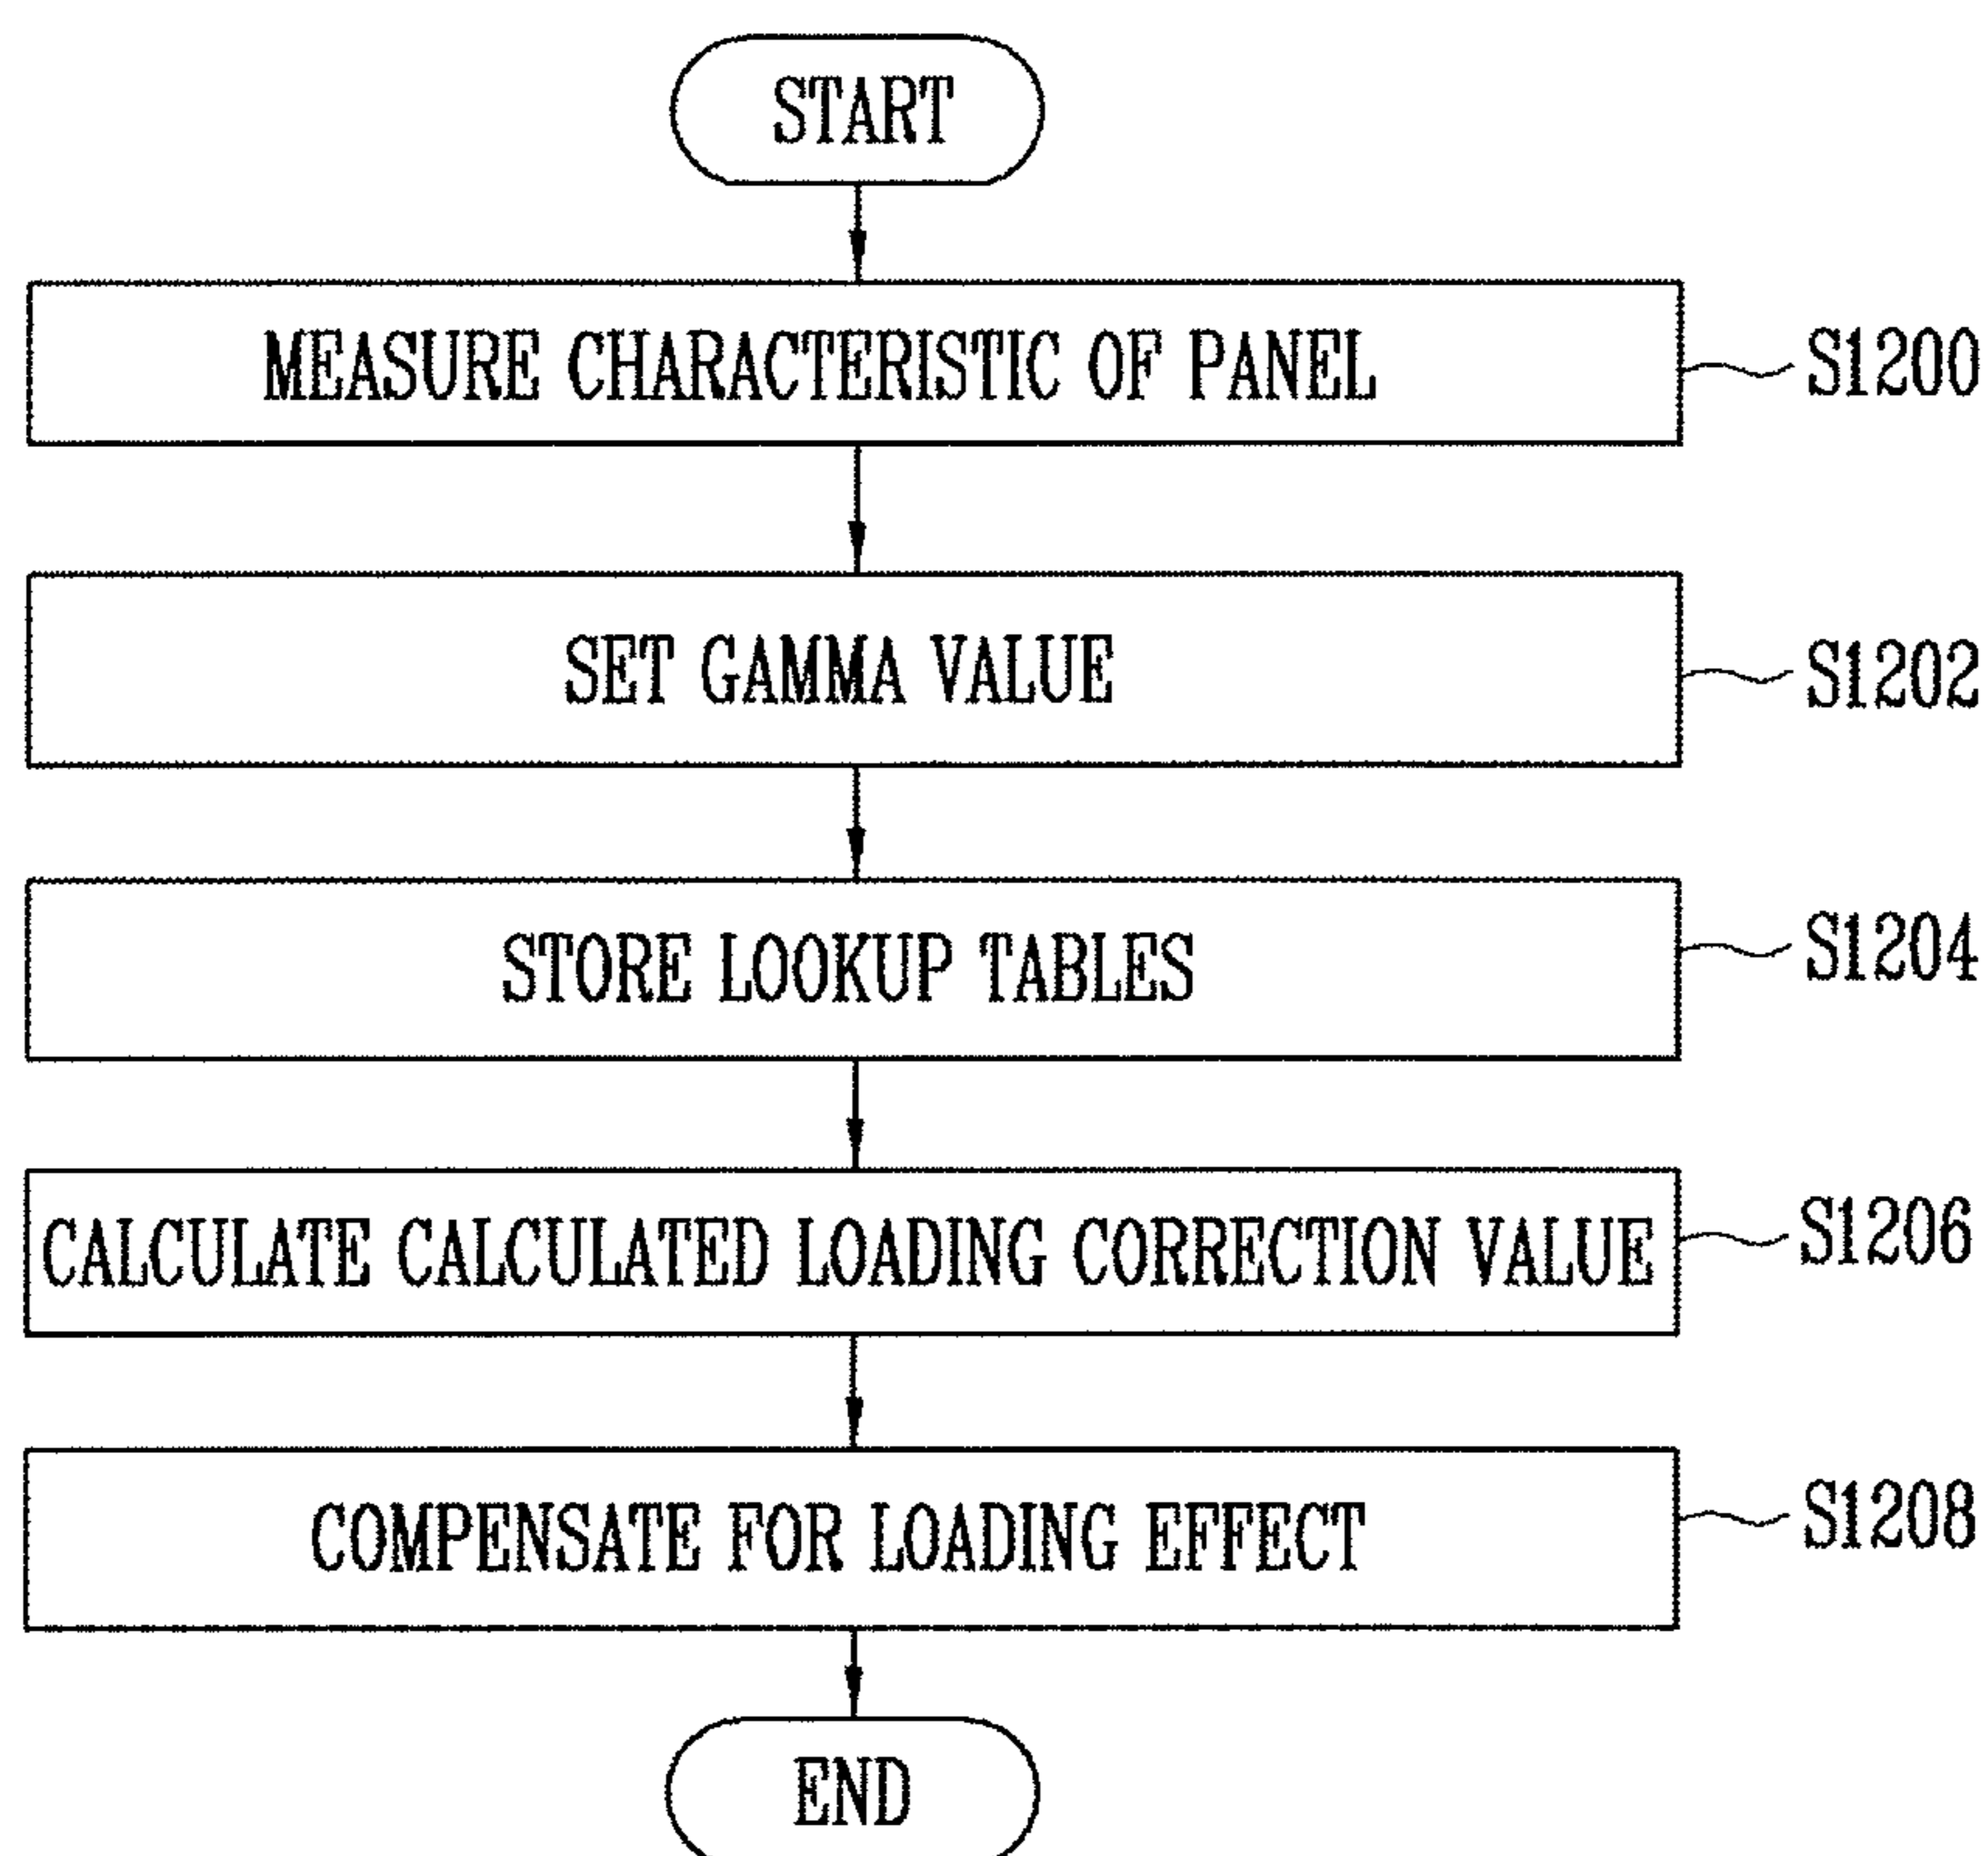 START
MEASURE CHARACTERISTIC OF PANEL
S1200
SET GAMMA VALUE
S1202
STORE LOOKUP TABLES
S1204
CALCULATE CALCULATED LOADING CORRECTION VALUE
S1206
COMPENSATE FOR LOADING EFFECT
S1208
END